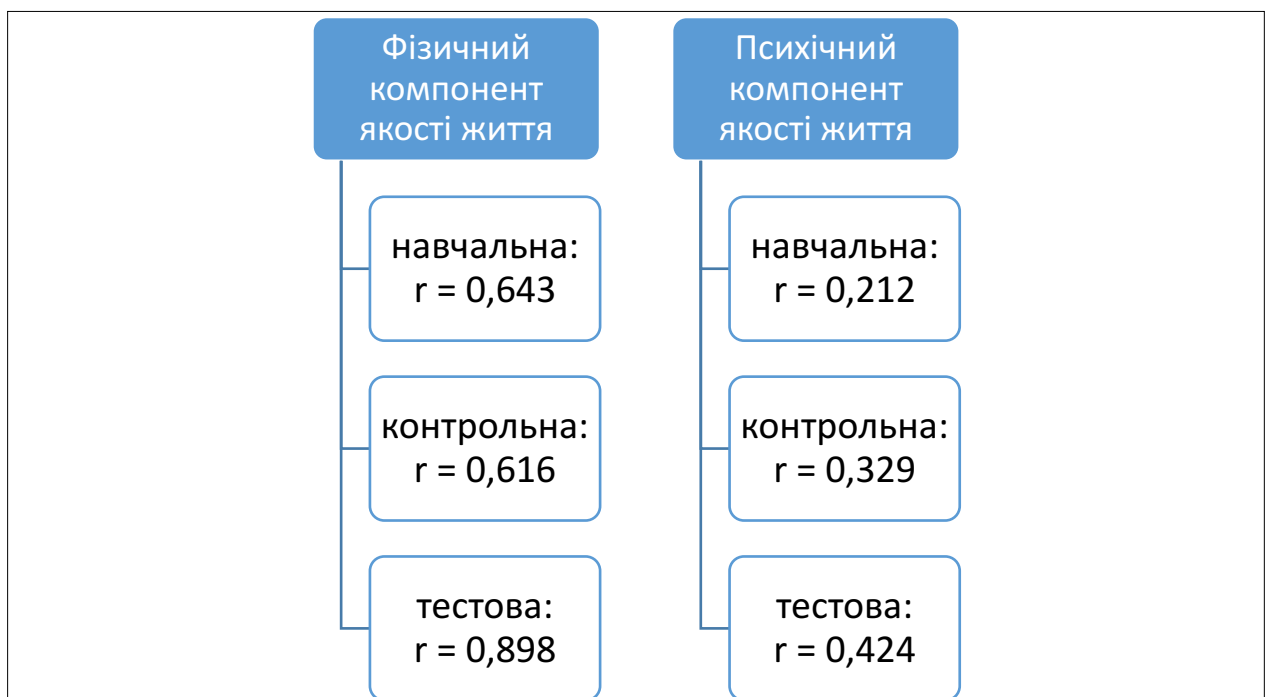 Фізичний
компонент
якості життя
навчальна:
r = 0,643
контрольна:
r = 0,616
тестова:
r = 0,898
Психічний
компонент
якості життя
навчальна:
r = 0,212
контрольна:
r = 0,329
тестова:
r = 0,424